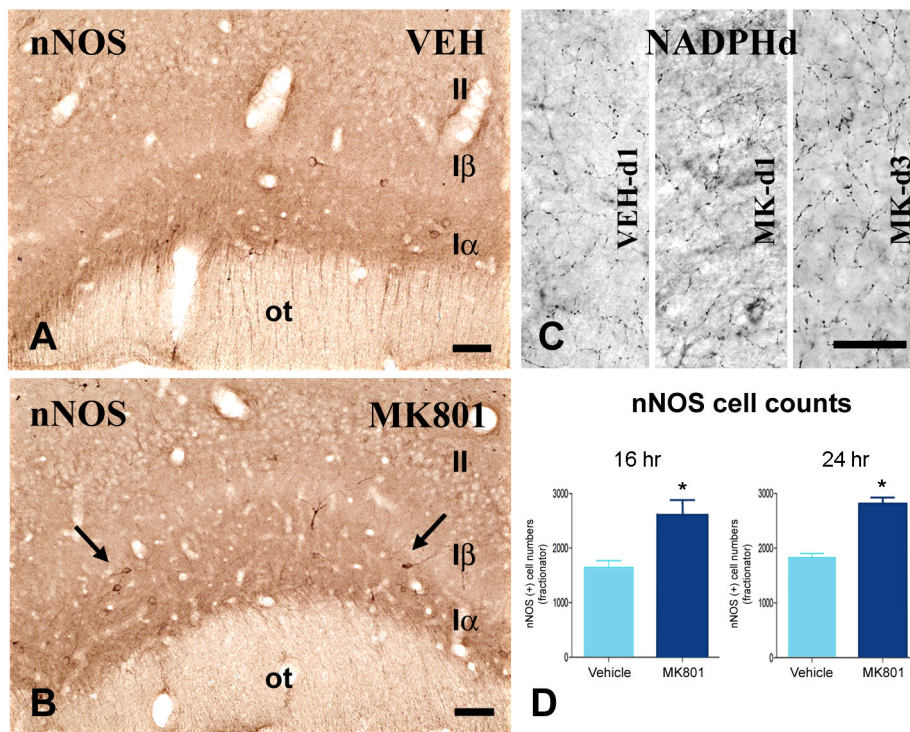 nNOS VEH
II
Iβ
Iα
ot
A
nNOS MK801
II
Iβ
Iα
ot
B
NADPHd
VEH-d1
MK-d1
MK-d3
C
nNOS cell counts
16 hr
*
nNOS (+) cell numbers
(fractionator)
3000
2000
1000
0
Vehicle MK801
24 hr
*
nNOS (+) cell numbers
(fractionator)
3000
2000
1000
0
Vehicle MK801
D